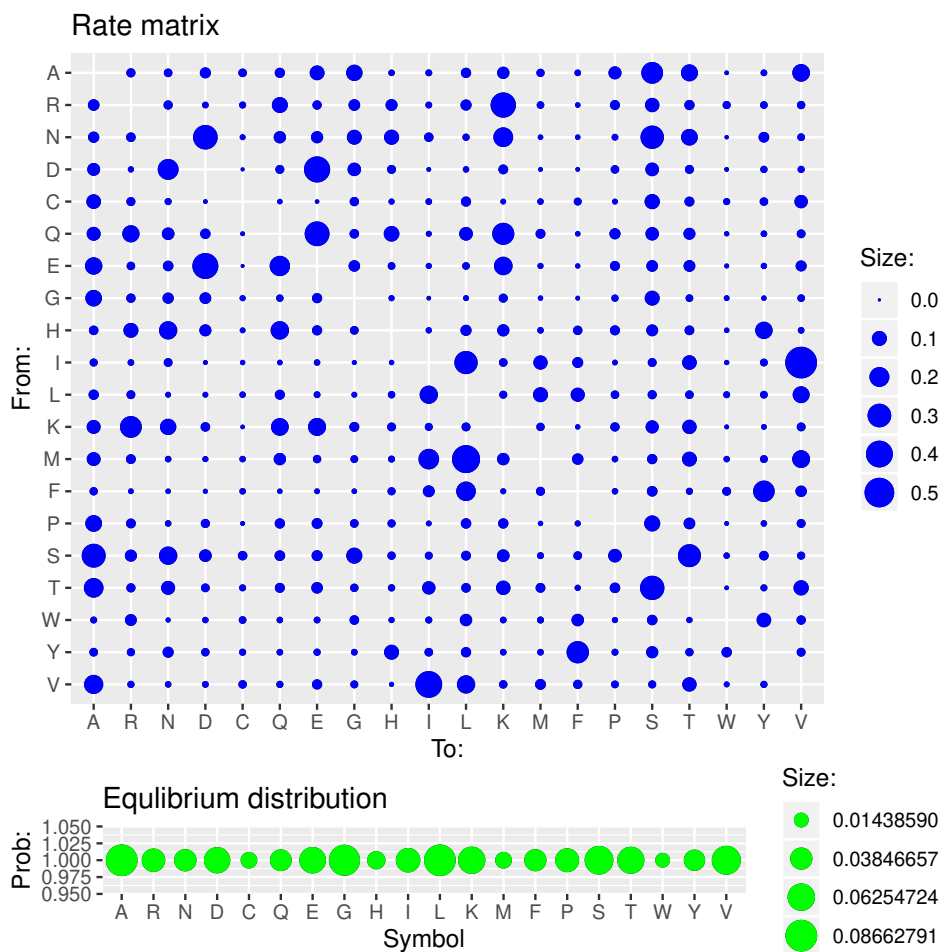 Rate matrix
From:
A
R
N
D
C
Q
E
G
H
I
L
K
M
F
P
S
T
W
Y
V
A R N D C Q E G H I L K M F P S T W Y V
To:
Size:
0.0
0.1
0.2
0.3
0.4
0.5
Equlibrium distribution
Prob:
1.050
1.025
1.000
0.975
0.950
A R N D C Q E G H I L K M F P S T W Y V
Symbol
Size:
0.01438590
0.03846657
0.06254724
0.08662791